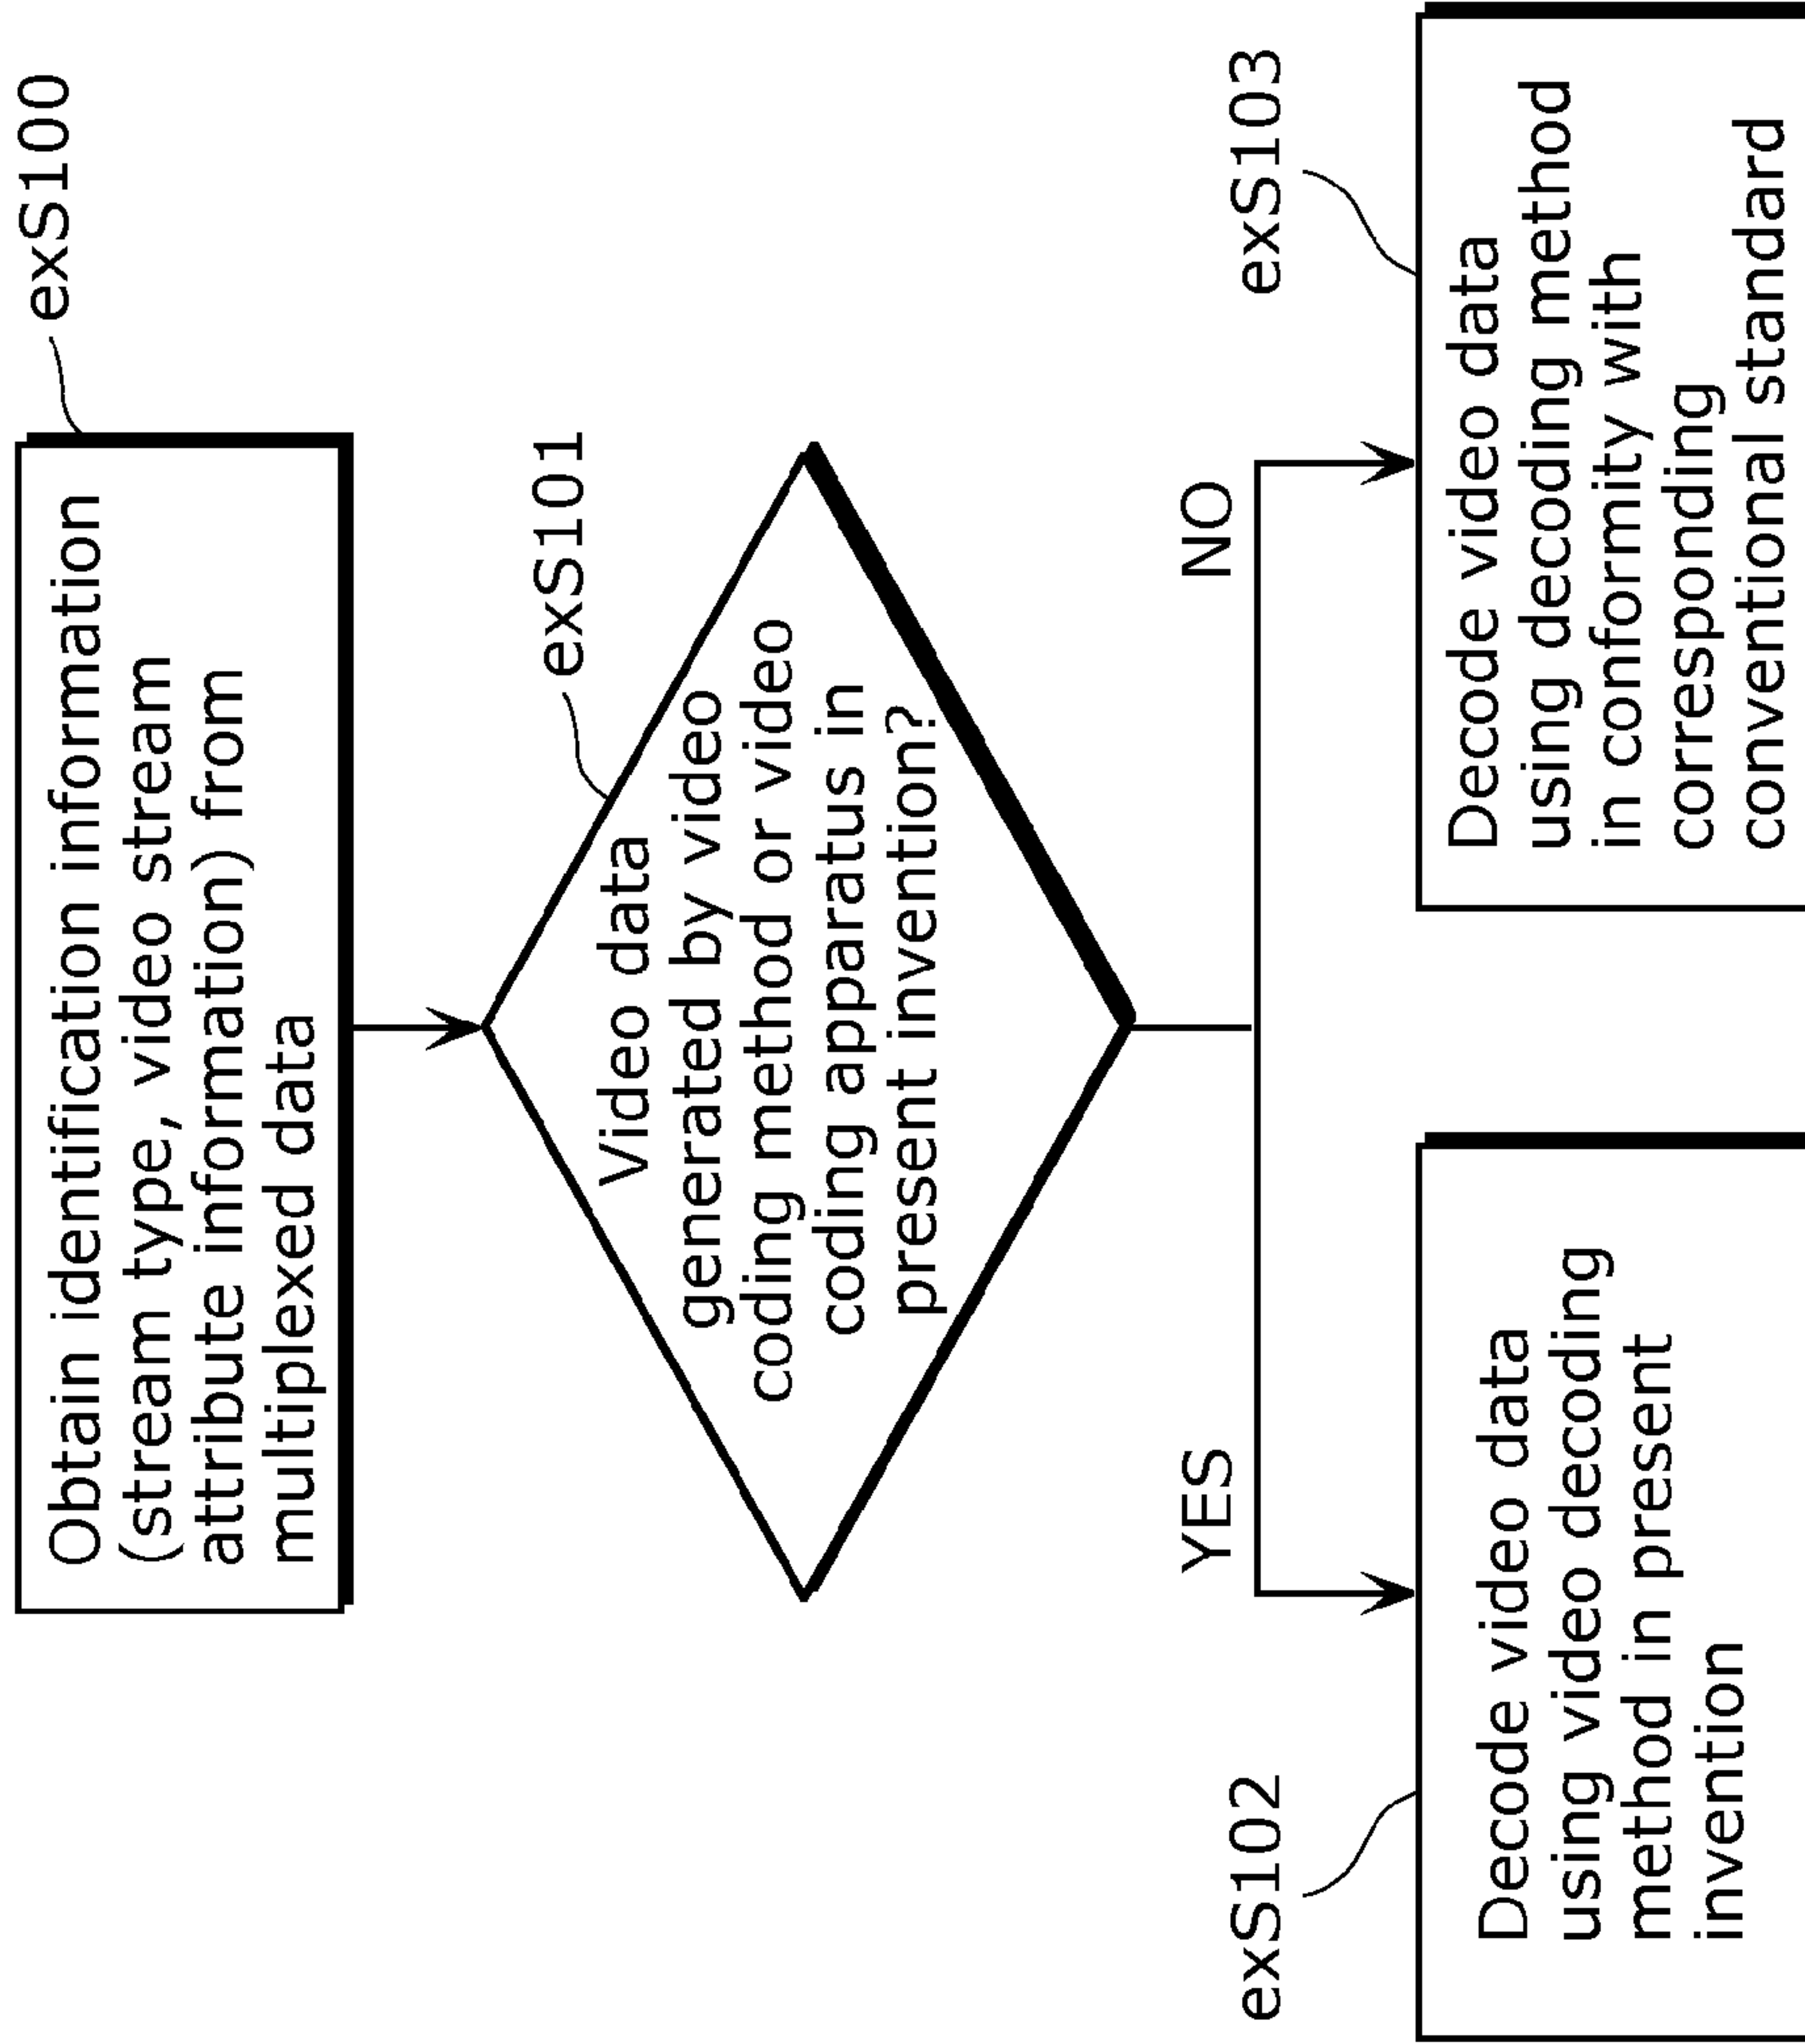 exS100
Obtain identification information
(stream type, video stream
attribute information) from
multiplexed data
exS101
Video data
generated by video
coding method or video
coding apparatus in
present invention?
YES
NO
exS102
Decode video data
using video decoding
method in present
invention
exS103
Decode video data
using decoding method
in conformity with
corresponding
conventional standard